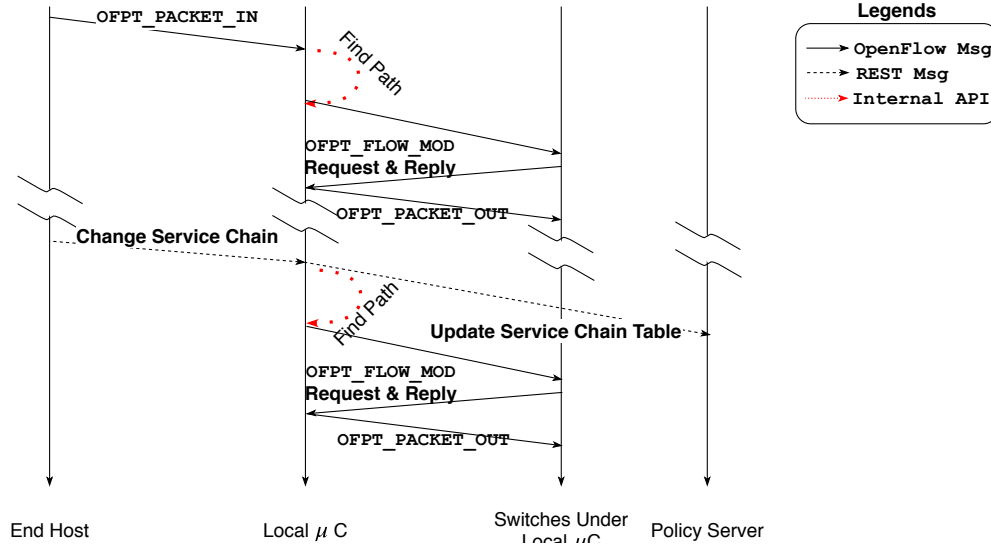 Legends
OpenFlow Msg
REST Msg
Internal API
OFPT_PACKET_IN
Find Path
OFPT_FLOW_MOD
Request & Reply
OFPT_PACKET_OUT
Change Service Chain
Find Path
Update Service Chain Table
OFPT_FLOW_MOD
Request & Reply
OFPT_PACKET_OUT
End Host
Local μ C
Switches Under
Local μC
Policy Server